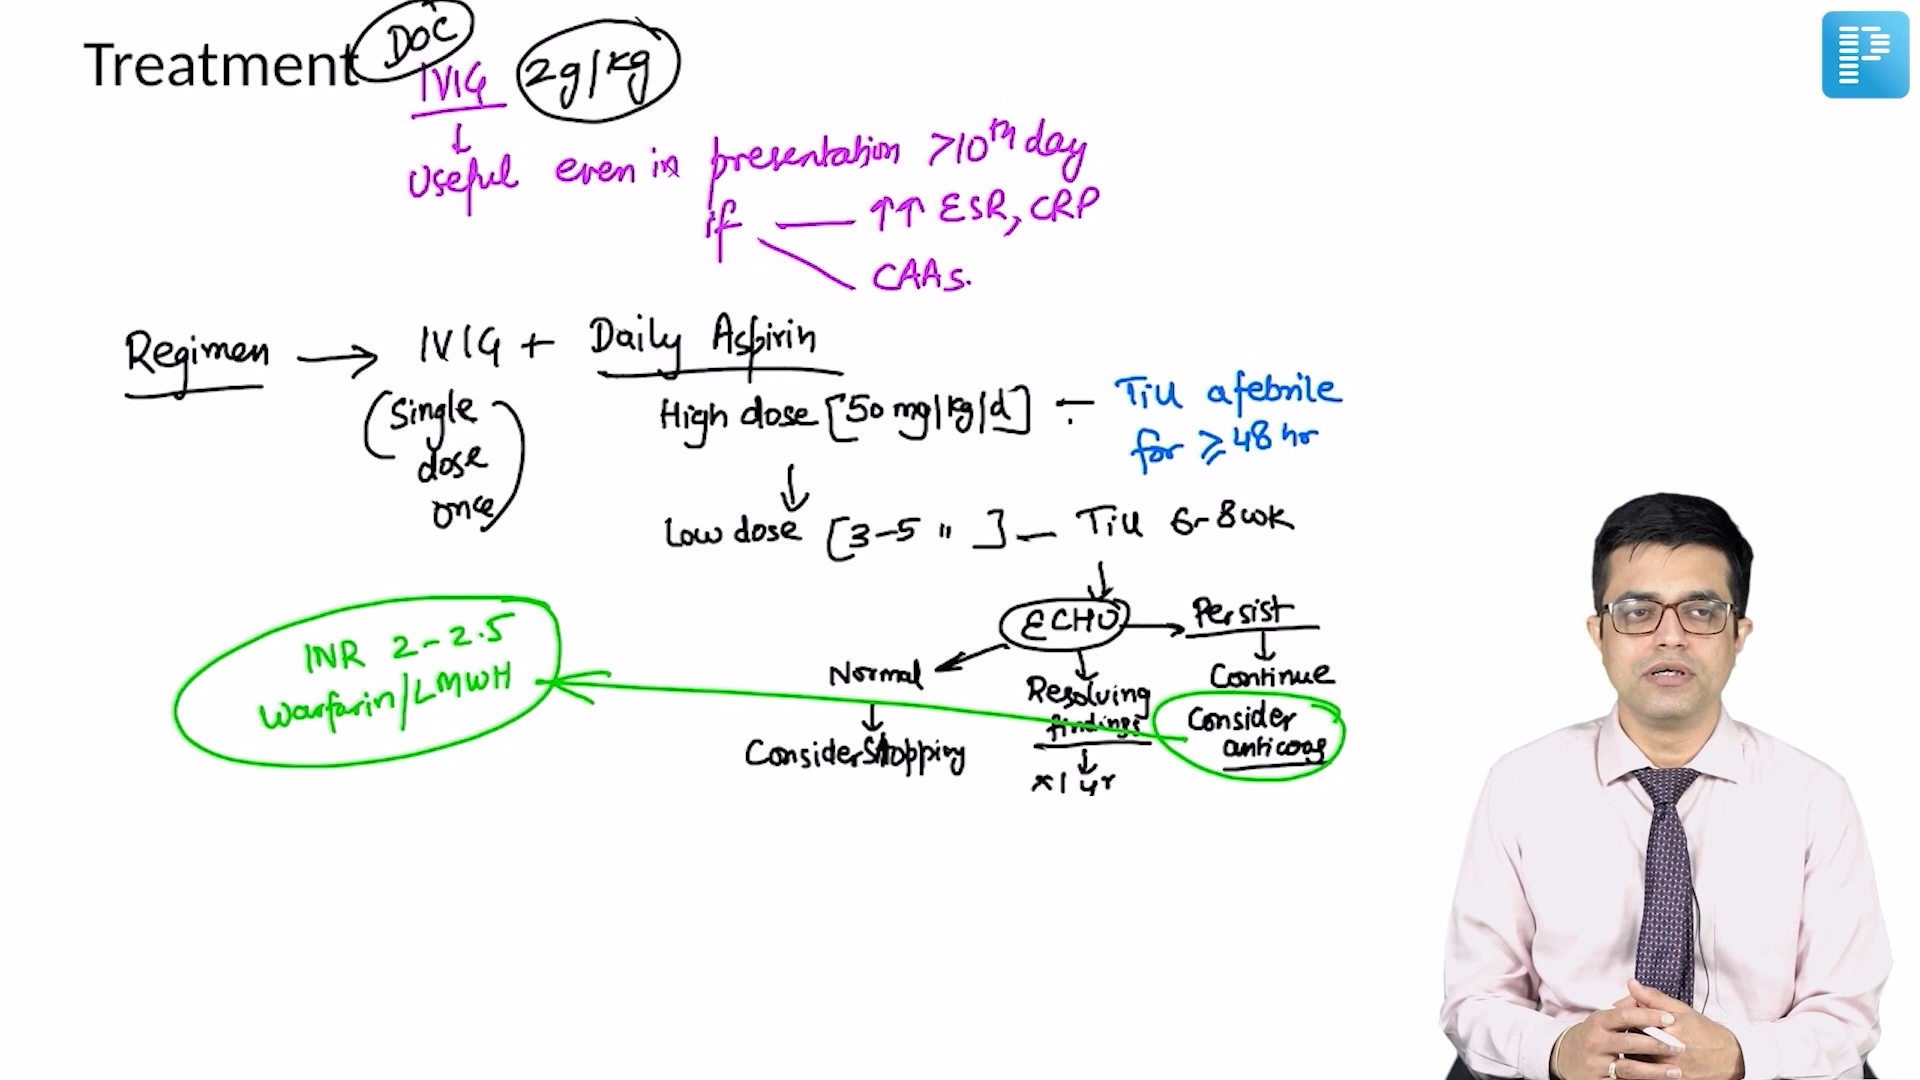 Treatment
DOC
IVIG
2g/kg
↓
Useful even in presentation >10th day
if — ↑↑ ESR, CRP
CAAs.
Regimen → IVIG + Daily Aspirin
(Single
dose
once)
High dose [50 mg/kg/d] — Till afebrile
for ≥48 hr
↓
Low dose [3-5 "] — Till 6-8 wk
↓
ECHO → Persist
↓
Continue
Consider
anticoag
Normal
↓
Consider Stopping
Resolving
findings
↓
x 1 yr
INR 2-2.5
warfarin/LMWH